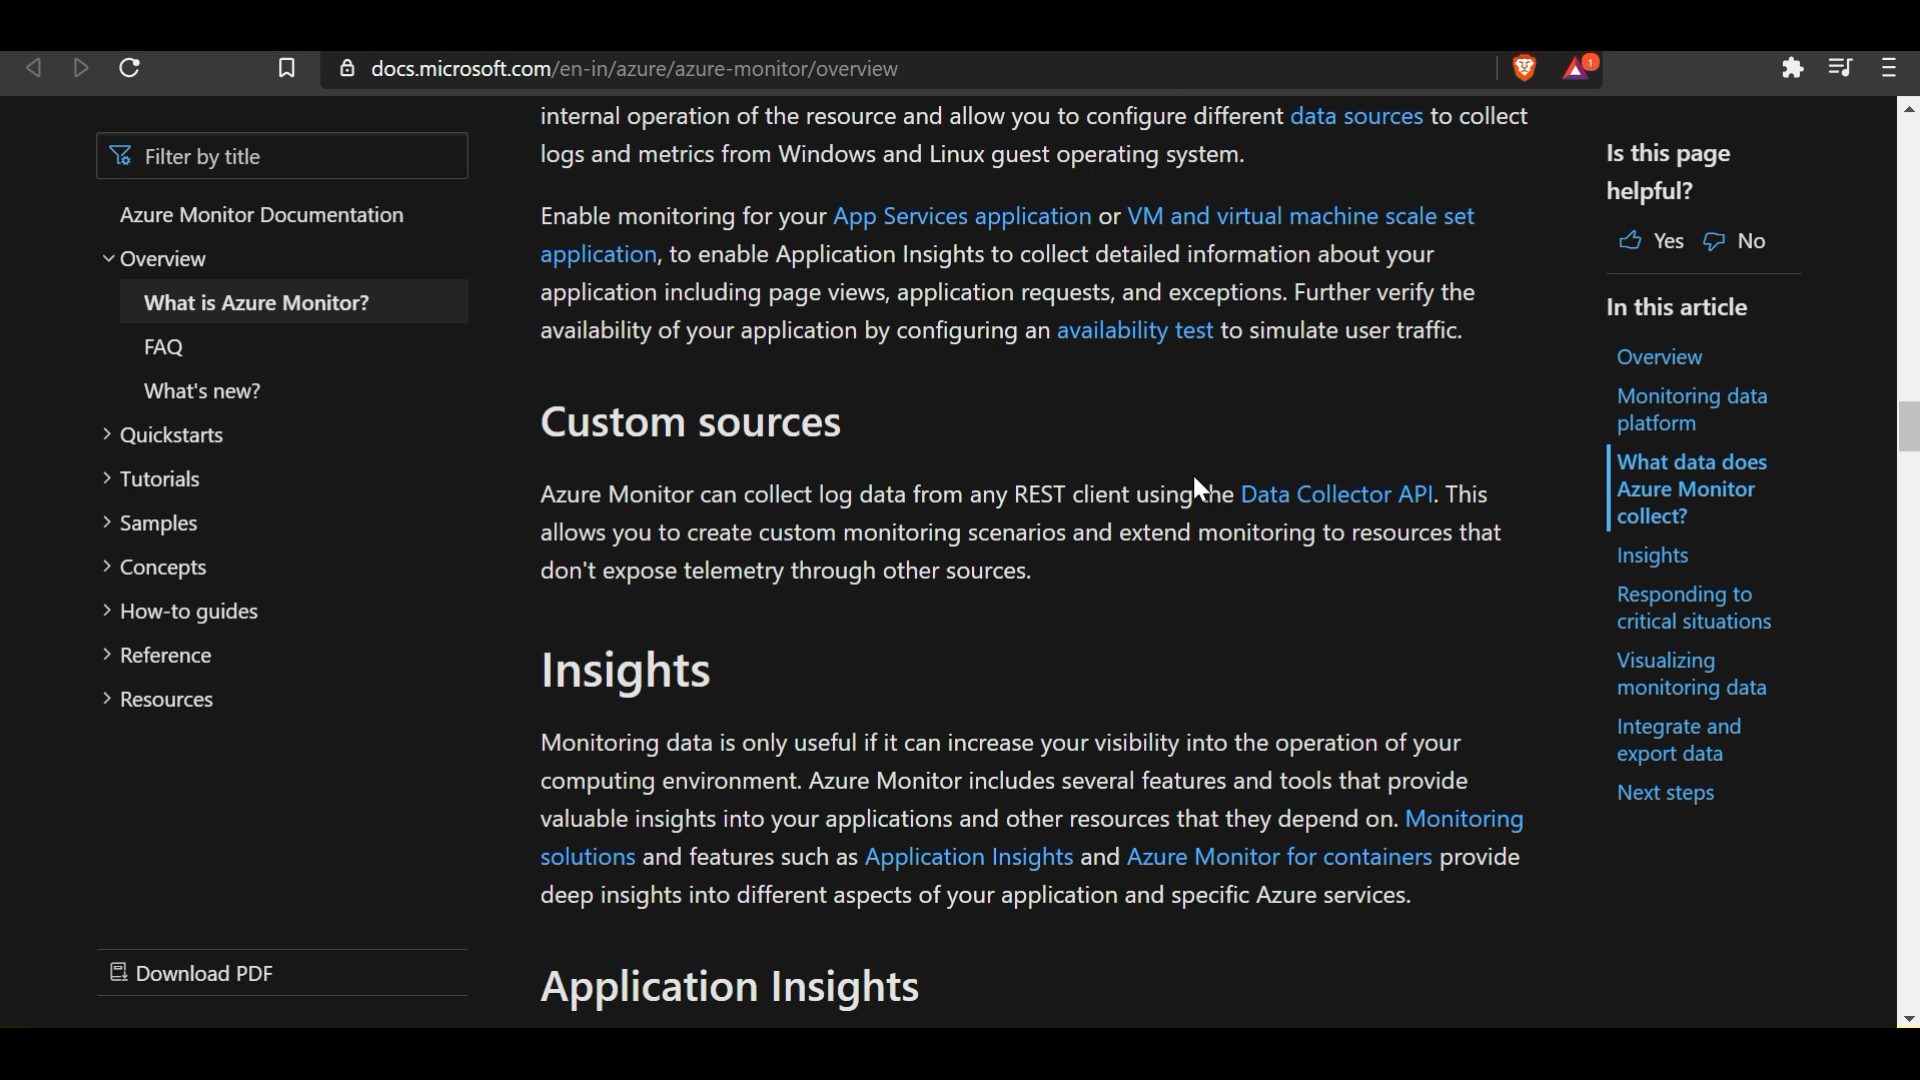 docs.microsoft.com/en-in/azure/azure-monitor/overview
1
Filter by title
Azure Monitor Documentation
Overview
What is Azure Monitor?
FAQ
What's new?
Quickstarts
Tutorials
Samples
Concepts
How-to guides
Reference
Resources
Download PDF
internal operation of the resource and allow you to configure different data sources to collect
logs and metrics from Windows and Linux guest operating system.
Enable monitoring for your App Services application or VM and virtual machine scale set
application, to enable Application Insights to collect detailed information about your
application including page views, application requests, and exceptions. Further verify the
availability of your application by configuring an availability test to simulate user traffic.
Custom sources
Azure Monitor can collect log data from any REST client using the Data Collector API. This
allows you to create custom monitoring scenarios and extend monitoring to resources that
don't expose telemetry through other sources.
Insights
Monitoring data is only useful if it can increase your visibility into the operation of your
computing environment. Azure Monitor includes several features and tools that provide
valuable insights into your applications and other resources that they depend on. Monitoring
solutions and features such as Application Insights and Azure Monitor for containers provide
deep insights into different aspects of your application and specific Azure services.
Application Insights
Is this page
helpful?
Yes No
In this article
Overview
Monitoring data
platform
What data does
Azure Monitor
collect?
Insights
Responding to
critical situations
Visualizing
monitoring data
Integrate and
export data
Next steps